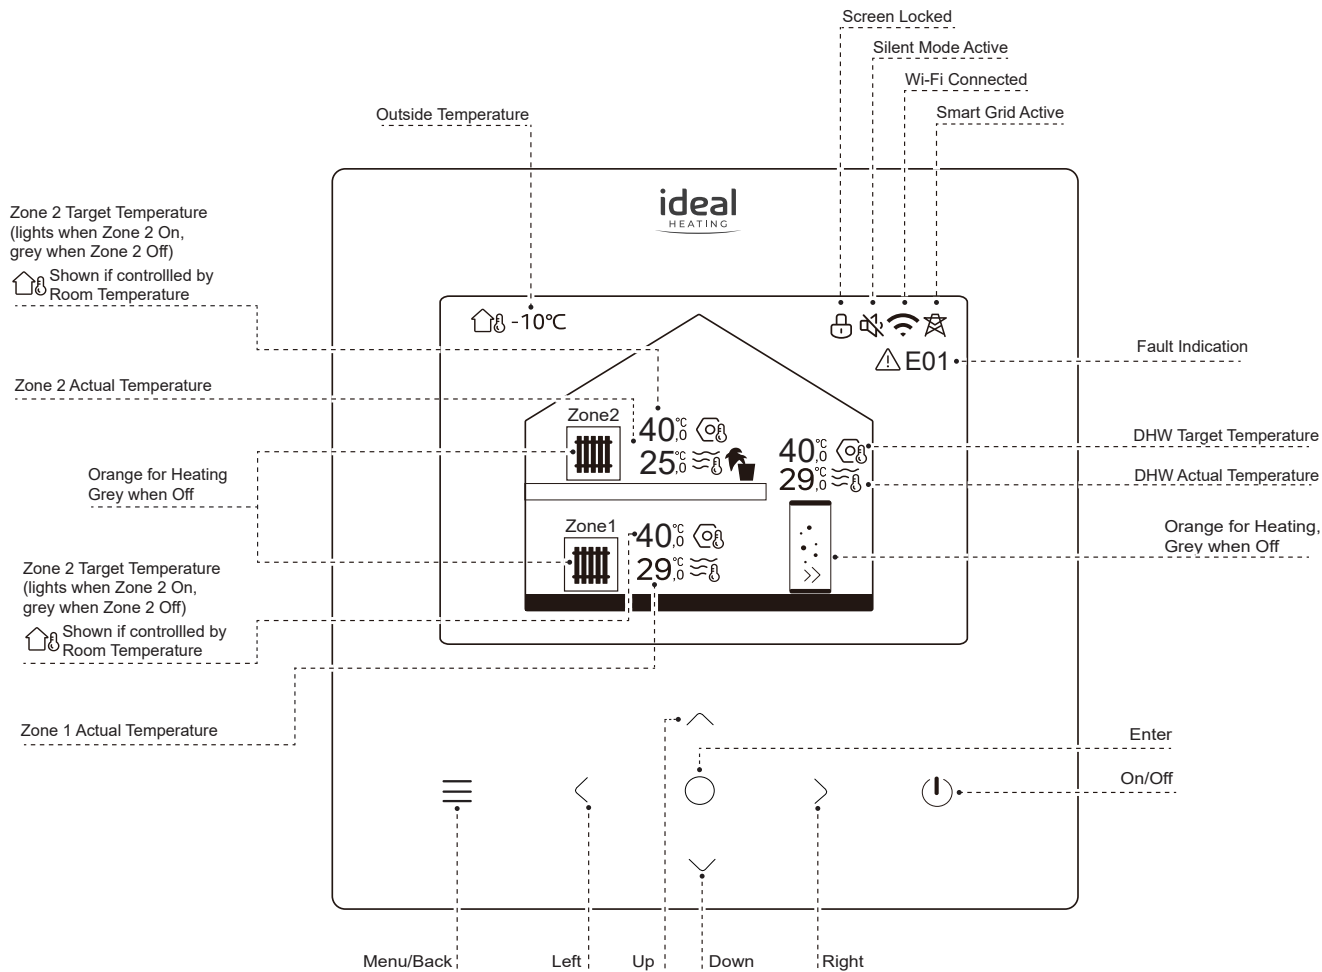 Screen Locked
Silent Mode Active
Wi-Fi Connected
Smart Grid Active
Outside Temperature
ideal
HEATING
Zone 2 Target Temperature
(lights when Zone 2 On,
grey when Zone 2 Off)
Shown if controllled by
Room Temperature
-10°C
E01
Fault Indication
Zone 2 Actual Temperature
Zone2
40°C,0
25°C,0
40°C,0
29°C,0
DHW Target Temperature
DHW Actual Temperature
Orange for Heating
Grey when Off
Zone1
40°C,0
29°C,0
Orange for Heating,
Grey when Off
Zone 2 Target Temperature
(lights when Zone 2 On,
grey when Zone 2 Off)
Shown if controllled by
Room Temperature
Zone 1 Actual Temperature
Enter
On/Off
Menu/Back
Left
Up
Down
Right